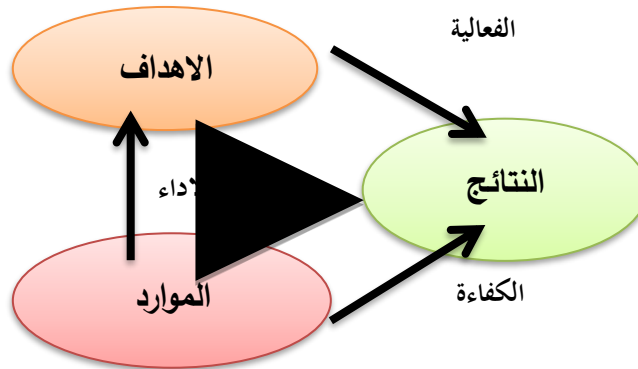 الفعالية
الاهداف
النتائج
الموارد
الكفاءة